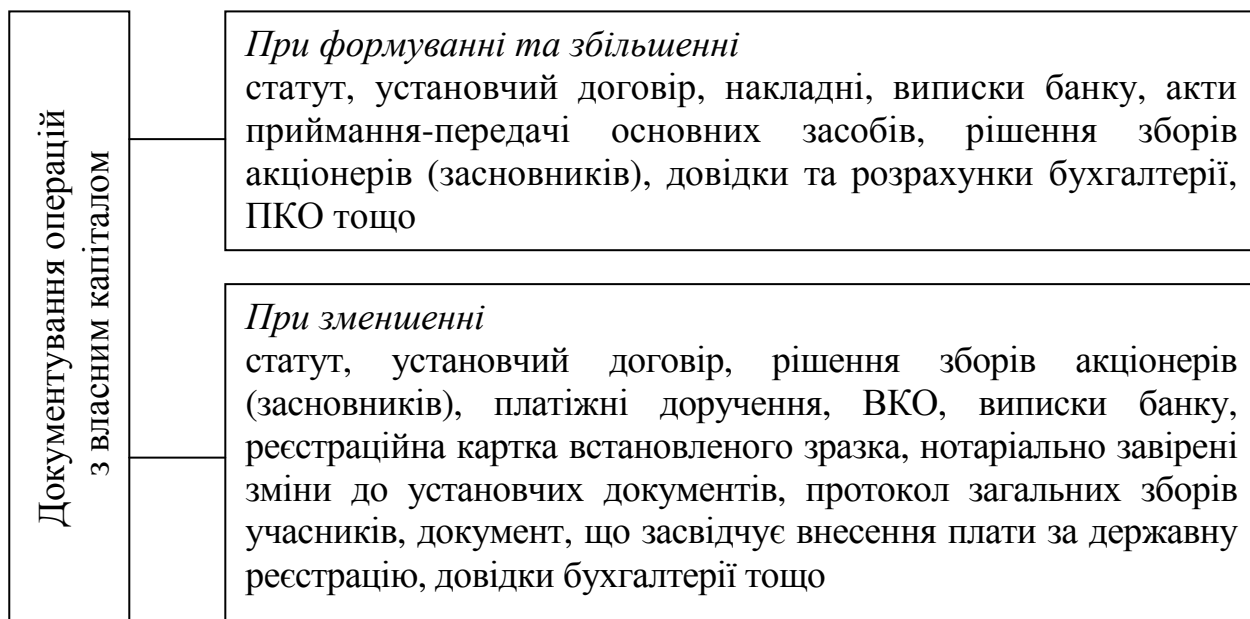 Документування операцій
з власним капіталом
При формуванні та збільшенні
статут, установчий договір, накладні, виписки банку, акти
приймання-передачі основних засобів, рішення зборів
акціонерів (засновників), довідки та розрахунки бухгалтерії,
ПКО тощо
При зменшенні
статут, установчий договір, рішення зборів акціонерів
(засновників), платіжні доручення, ВКО, виписки банку,
реєстраційна картка встановленого зразка, нотаріально завірені
зміни до установчих документів, протокол загальних зборів
учасників, документ, що засвідчує внесення плати за державну
реєстрацію, довідки бухгалтерії тощо